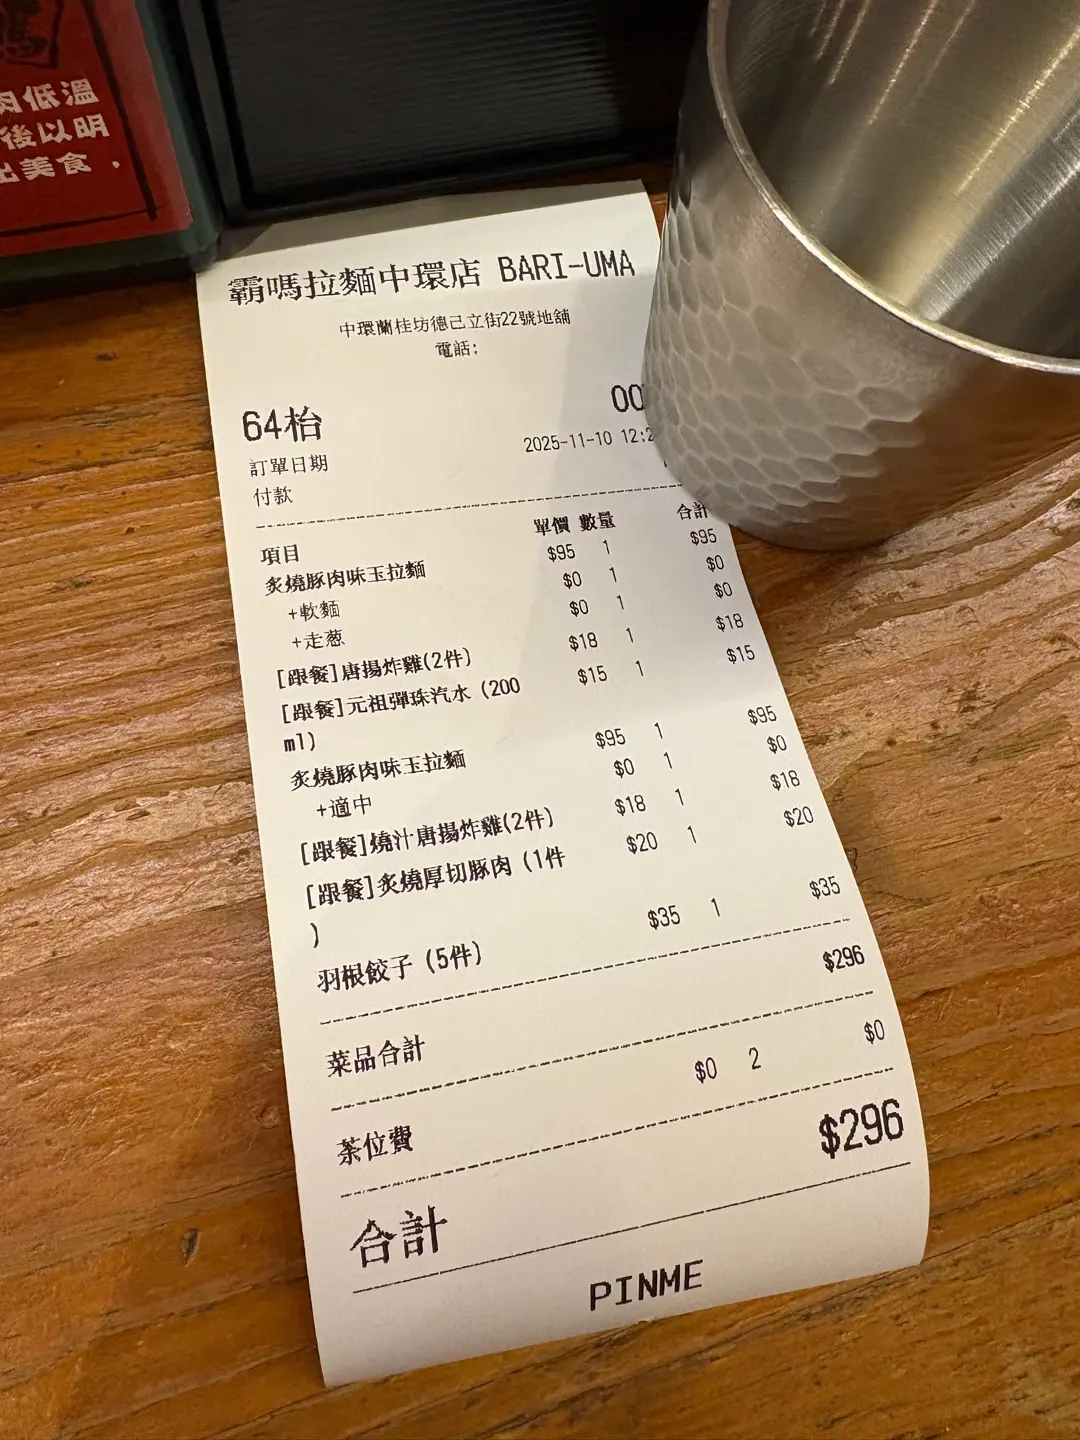 肉低溫
後以明
出美食.
霸嗎拉麵中環店 BARI-UMA
中環蘭桂坊德己立街22號地舖
電話:
64枱 00
訂單日期 2025-11-10 12:2
付款
項目 單價 數量 合計
炙燒豚肉味玉拉麵 $95 1 $95
+軟麵 $0 1 $0
+走葱 $0 1 $0
[跟餐]唐揚炸雞(2件) $18 1 $18
[跟餐]元祖彈珠汽水 (200 $15 1 $15
ml)
炙燒豚肉味玉拉麵 $95 1 $95
+適中 $0 1 $0
[跟餐]燒汁唐揚炸雞(2件) $18 1 $18
[跟餐]炙燒厚切豚肉 (1件 $20 1 $20
)
羽根餃子 (5件) $35 1 $35
菜品合計 $296
茶位費 $0 2 $0
合計 $296
PINME